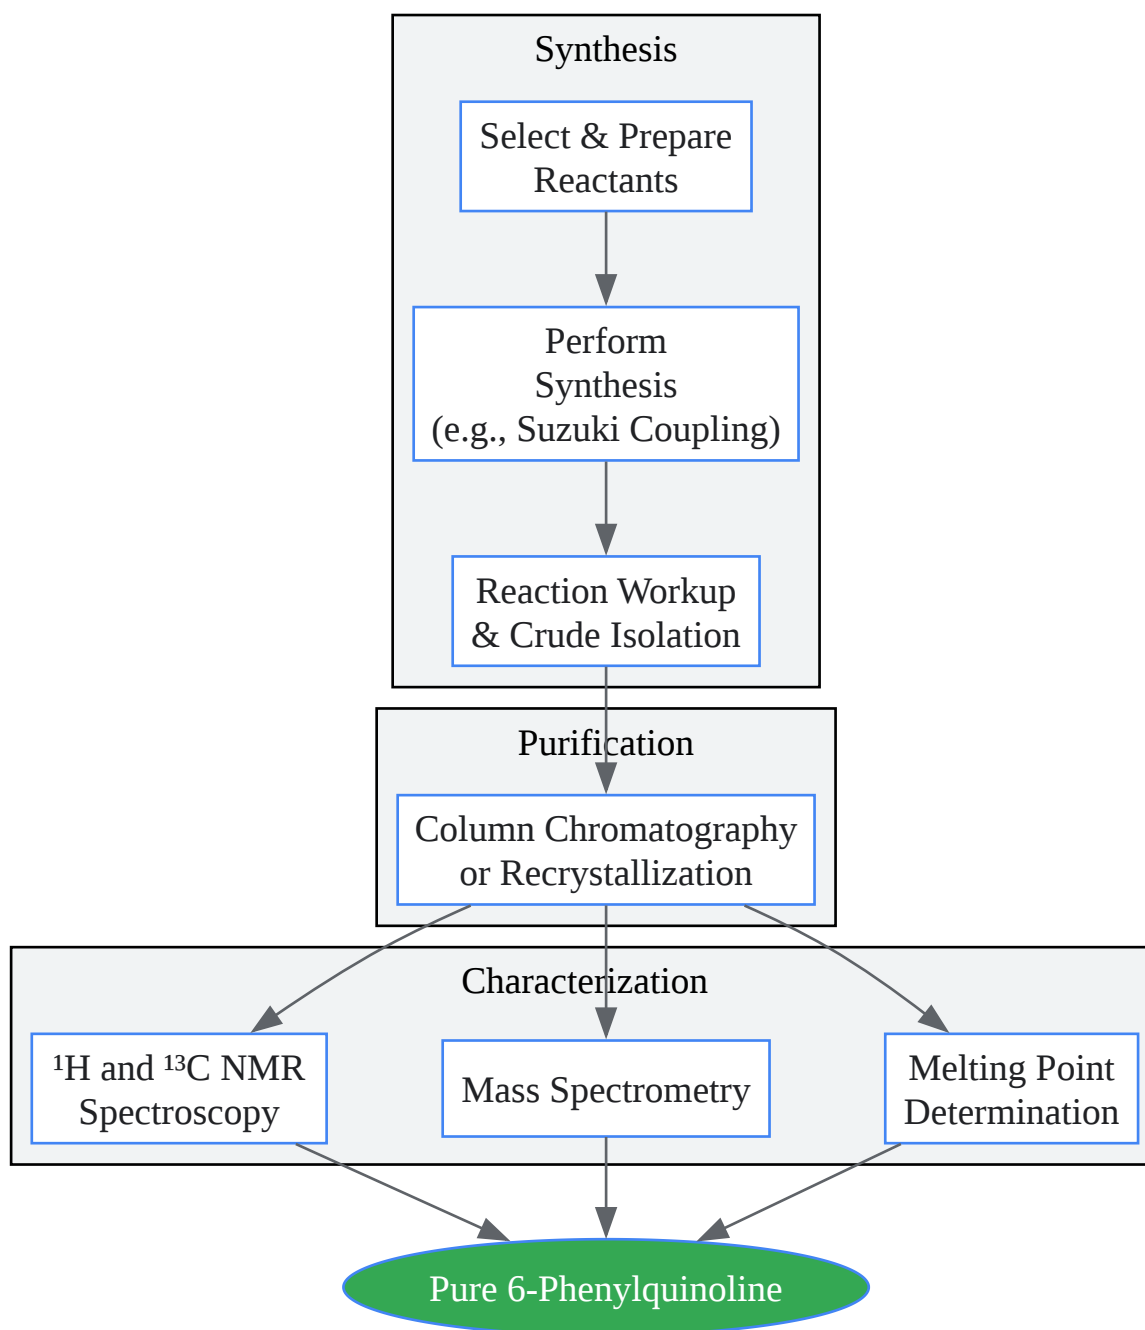 Synthesis
Select & Prepare
Reactants
Perform
Synthesis
(e.g., Suzuki Coupling)
Reaction Workup
& Crude Isolation
Purification
Column Chromatography
or Recrystallization
Characterization
¹H and ¹³C NMR
Spectroscopy
Mass Spectrometry
Melting Point
Determination
Pure 6-Phenylquinoline